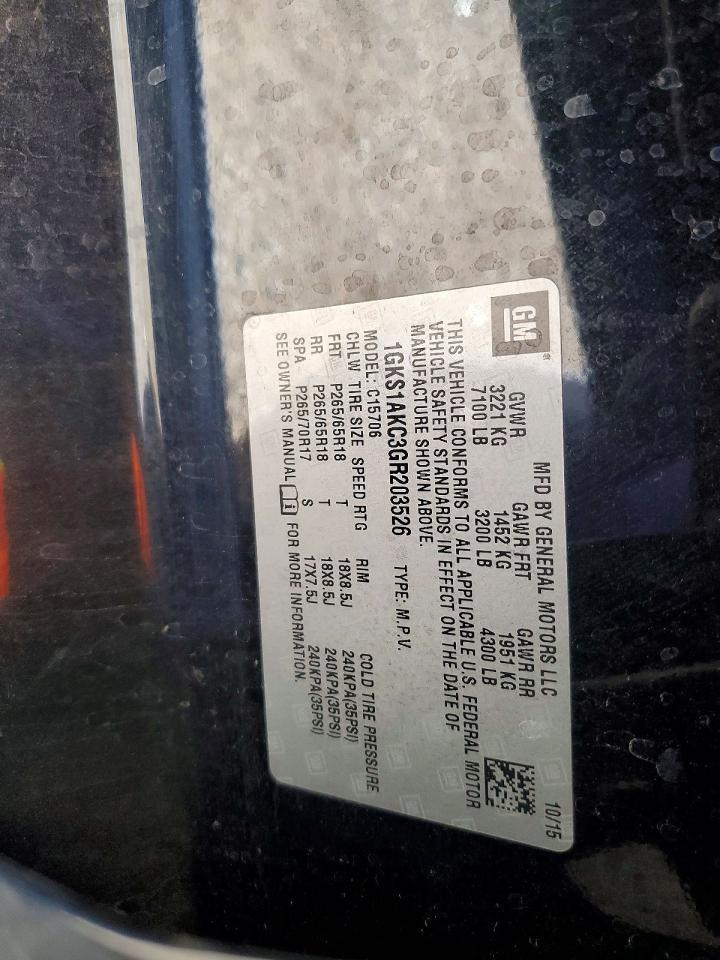 GM®
MFD BY GENERAL MOTORS LLC 10/15
GVWR GAWR FRT GAWR RR
3221 KG 1452 KG 1951 KG
7100 LB 3200 LB 4300 LB
THIS VEHICLE CONFORMS TO ALL APPLICABLE U.S. FEDERAL MOTOR
VEHICLE SAFETY STANDARDS IN EFFECT ON THE DATE OF
MANUFACTURE SHOWN ABOVE.
1GKS1AKC3GR203526 TYPE: M.P.V.
MODEL: C15706
CHLW TIRE SIZE SPEED RTG RIM COLD TIRE PRESSURE
FRT P265/65R18 T 18X8.5J 240KPA(35PSI)
RR P265/65R18 T 18X8.5J 240KPA(35PSI)
SPA P265/70R17 S 17X7.5J 240KPA(35PSI)
SEE OWNER'S MANUAL FOR MORE INFORMATION.